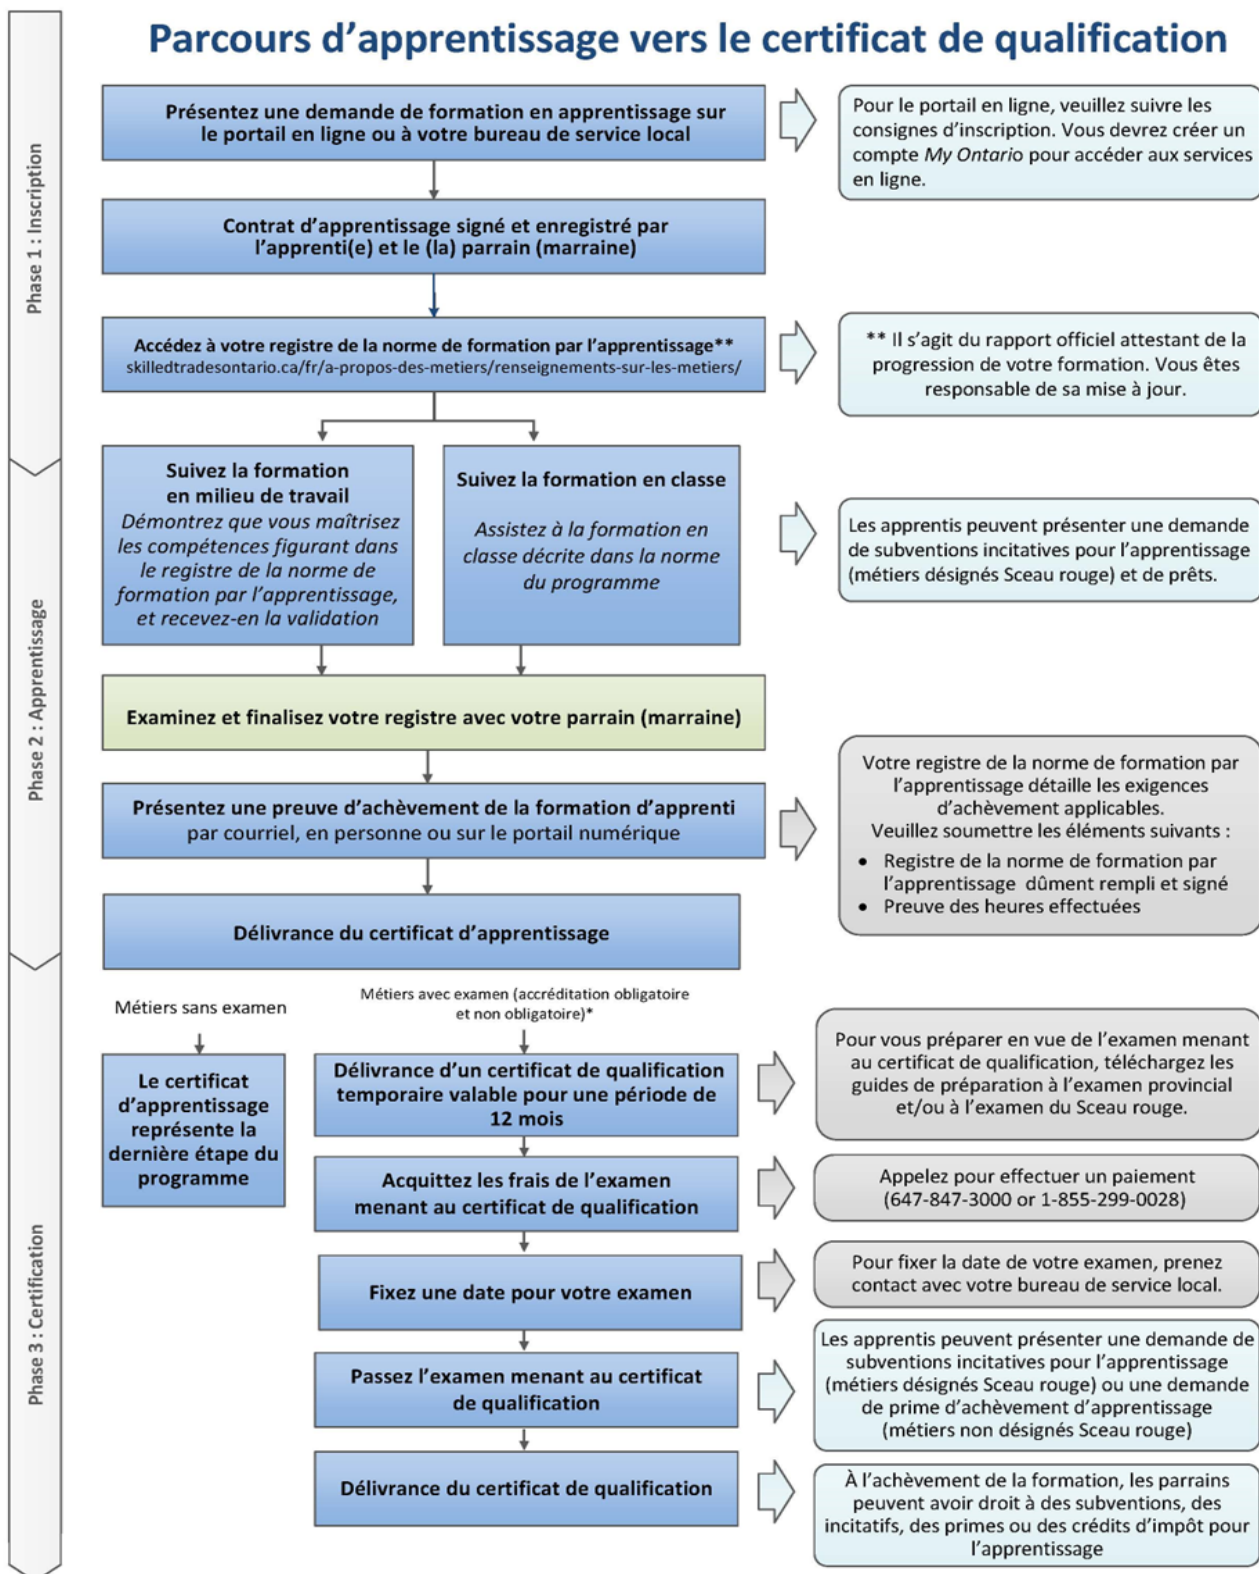 Parcours d'apprentissage vers le certificat de qualification
Phase 1 : Inscription
Présentez une demande de formation en apprentissage sur
le portail en ligne ou à votre bureau de service local
Pour le portail en ligne, veuillez suivre les
consignes d'inscription. Vous devrez créer un
compte My Ontario pour accéder aux services
en ligne.
Contrat d'apprentissage signé et enregistré par
l'apprenti(e) et le (la) parrain (marraine)
Accédez à votre registre de la norme de formation par l'apprentissage**
skilledtradesontario.ca/fr/a-propos-des-metiers/renseignements-sur-les-metiers/
** Il s'agit du rapport officiel attestant de la
progression de votre formation. Vous êtes
responsable de sa mise à jour.
Phase 2 : Apprentissage
Suivez la formation
en milieu de travail
Démontrez que vous maîtrisez
les compétences figurant dans
le registre de la norme de
formation par l'apprentissage,
et recevez-en la validation
Suivez la formation en classe
Assistez à la formation en
classe décrite dans la norme
du programme
Les apprentis peuvent présenter une demande
de subventions incitatives pour l'apprentissage
(métiers désignés Sceau rouge) et de prêts.
Examinez et finalisez votre registre avec votre parrain (marraine)
Présentez une preuve d'achèvement de la formation d'apprenti
par courriel, en personne ou sur le portail numérique
Votre registre de la norme de formation par
l'apprentissage détaille les exigences
d'achèvement applicables.
Veuillez soumettre les éléments suivants :
• Registre de la norme de formation par
l'apprentissage dûment rempli et signé
• Preuve des heures effectuées
Délivrance du certificat d'apprentissage
Phase 3 : Certification
Métiers sans examen
Le certificat
d'apprentissage
représente la
dernière étape du
programme
Métiers avec examen (accréditation obligatoire
et non obligatoire)*
Délivrance d'un certificat de qualification
temporaire valable pour une période de
12 mois
Pour vous préparer en vue de l'examen menant
au certificat de qualification, téléchargez les
guides de préparation à l'examen provincial
et/ou à l'examen du Sceau rouge.
Acquittez les frais de l'examen
menant au certificat de qualification
Appelez pour effectuer un paiement
(647-847-3000 or 1-855-299-0028)
Fixez une date pour votre examen
Pour fixer la date de votre examen, prenez
contact avec votre bureau de service local.
Passez l'examen menant au certificat
de qualification
Les apprentis peuvent présenter une demande de
subventions incitatives pour l'apprentissage
(métiers désignés Sceau rouge) ou une demande
de prime d'achèvement d'apprentissage
(métiers non désignés Sceau rouge)
Délivrance du certificat de qualification
À l'achèvement de la formation, les parrains
peuvent avoir droit à des subventions, des
incitatifs, des primes ou des crédits d'impôt pour
l'apprentissage